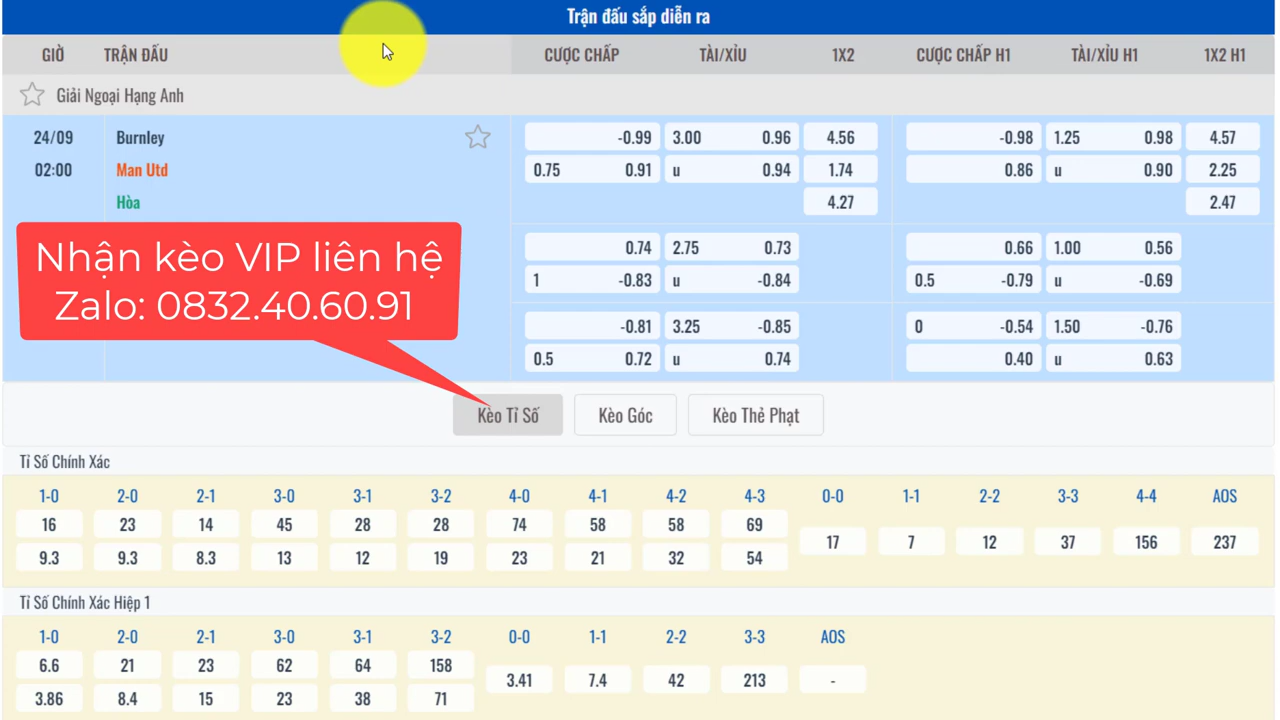 Trận đấu sắp diễn ra
GIỜ TRẬN ĐẤU CƯỢC CHẤP TÀI/XỈU 1X2 CƯỢC CHẤP H1 TÀI/XỈU H1 1X2 H1
Giải Ngoại Hạng Anh
24/09 Burnley -0.99 3.00 0.96 4.56 -0.98 1.25 0.98 4.57
02:00 Man Utd 0.75 0.91 u 0.94 1.74 0.86 u 0.90 2.25
Hòa 4.27 2.47
0.74 2.75 0.73 0.66 1.00 0.56
1 -0.83 u -0.84 0.5 -0.79 u -0.69
-0.81 3.25 -0.85 0 -0.54 1.50 -0.76
0.5 0.72 u 0.74 0.40 u 0.63
Nhận kèo VIP liên hệ
Zalo: 0832.40.60.91
Kèo Tỉ Số Kèo Góc Kèo Thẻ Phạt
Tỉ Số Chính Xác
1-0 2-0 2-1 3-0 3-1 3-2 4-0 4-1 4-2 4-3 0-0 1-1 2-2 3-3 4-4 AOS
16 23 14 45 28 28 74 58 58 69
17 7 12 37 156 237
9.3 9.3 8.3 13 12 19 23 21 32 54
Tỉ Số Chính Xác Hiệp 1
1-0 2-0 2-1 3-0 3-1 3-2 0-0 1-1 2-2 3-3 AOS
6.6 21 23 62 64 158
3.41 7.4 42 213 -
3.86 8.4 15 23 38 71